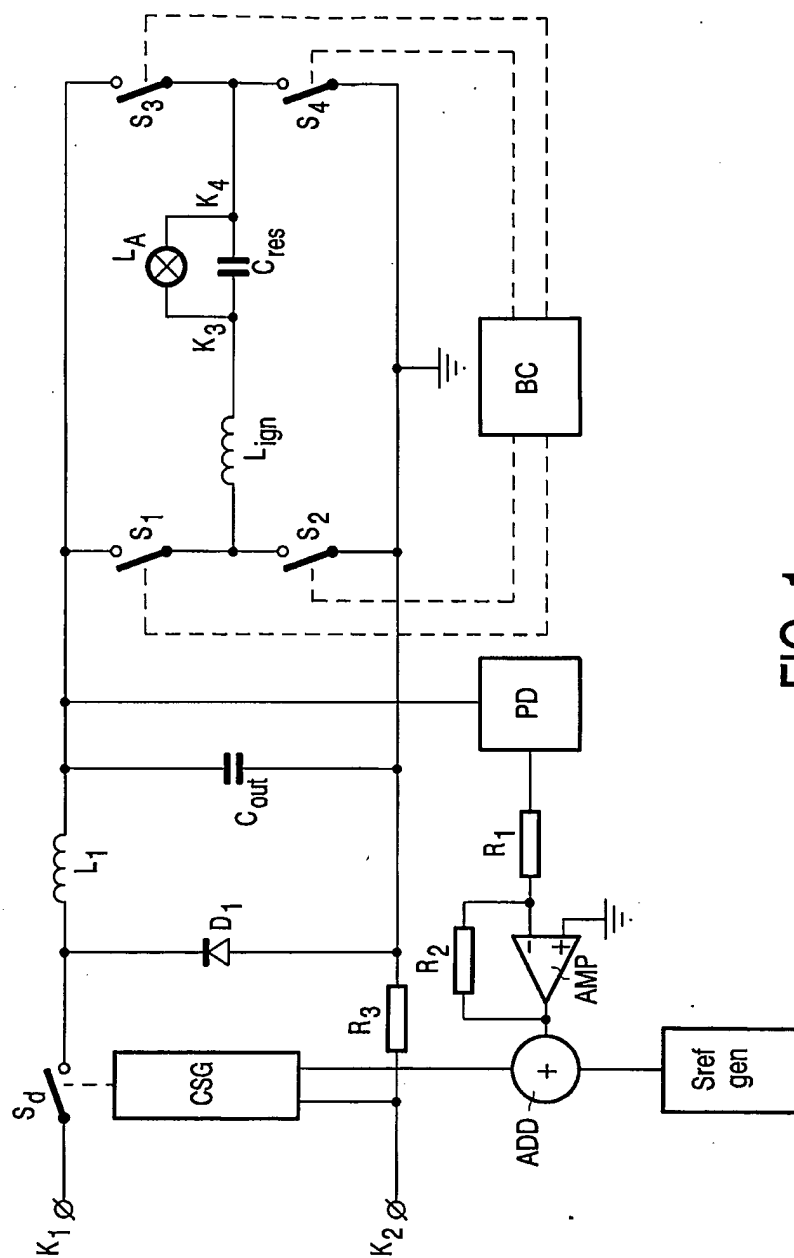 K1
K2
Sd
CSG
R3
D1
L1
Cout
ADD
+
Sref
gen
R2
AMP
−
+
R1
PD
S1
S2
Lign
K3
LA
Cres
K4
BC
S3
S4
FIG. 1